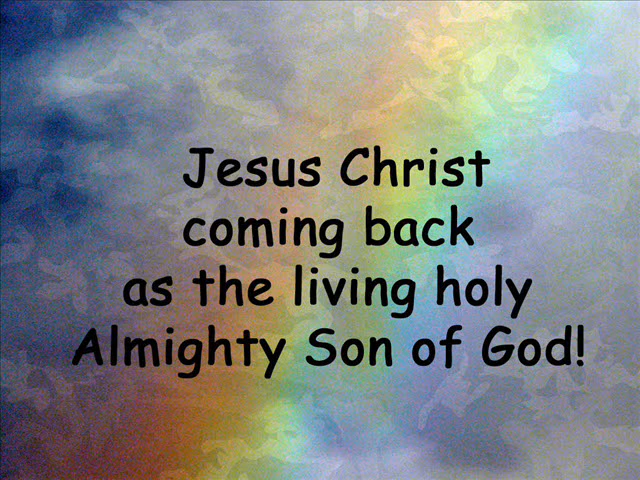 Jesus Christ
coming back
as the living holy
Almighty Son of God!